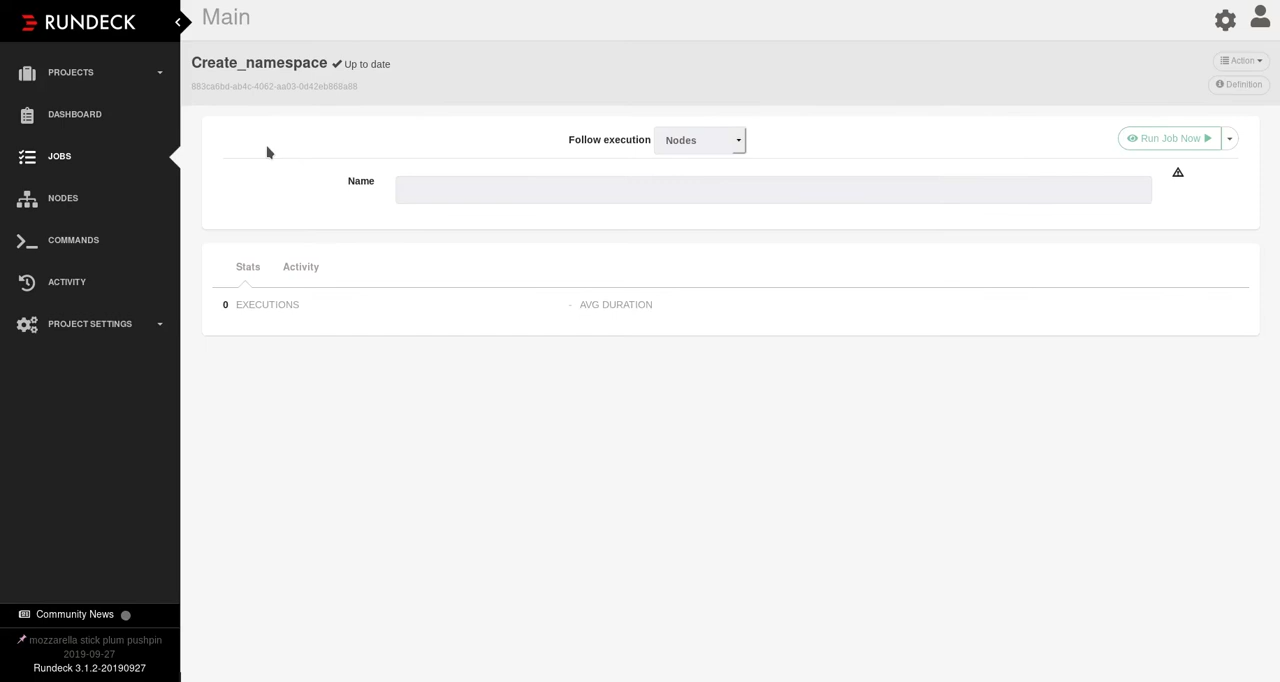 RUNDECK
Main
PROJECTS
DASHBOARD
JOBS
NODES
COMMANDS
ACTIVITY
PROJECT SETTINGS
Create_namespace Up to date
883ca6bd-ab4c-4062-aa03-0d42eb868a88
Action
Definition
Follow execution Nodes
Run Job Now
Name
Stats Activity
0 EXECUTIONS - AVG DURATION
Community News
mozzarella stick plum pushpin
2019-09-27
Rundeck 3.1.2-20190927